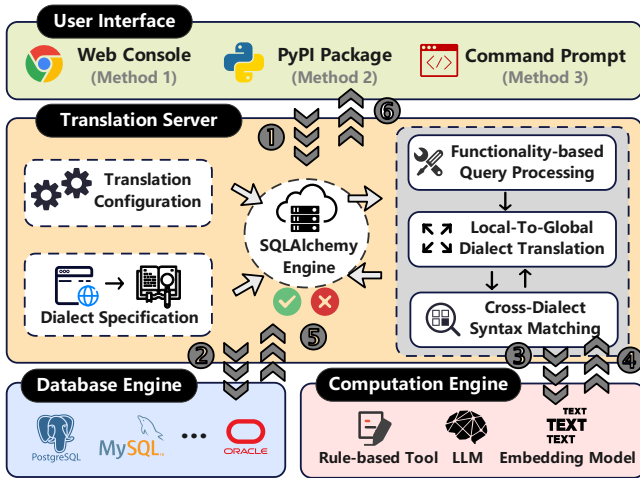 User Interface
Web Console
(Method 1)
PyPI Package
(Method 2)
</>
Command Prompt
(Method 3)
①
⑥
Translation Server
Translation
Configuration
Dialect Specification
SQLAlchemy
Engine
Functionality-based
Query Processing
Local-To-Global
Dialect Translation
Cross-Dialect
Syntax Matching
②
⑤
③
④
Database Engine
PostgreSQL
MySQL
...
ORACLE
Computation Engine
Rule-based Tool
LLM
TEXT
TEXT
TEXT
Embedding Model